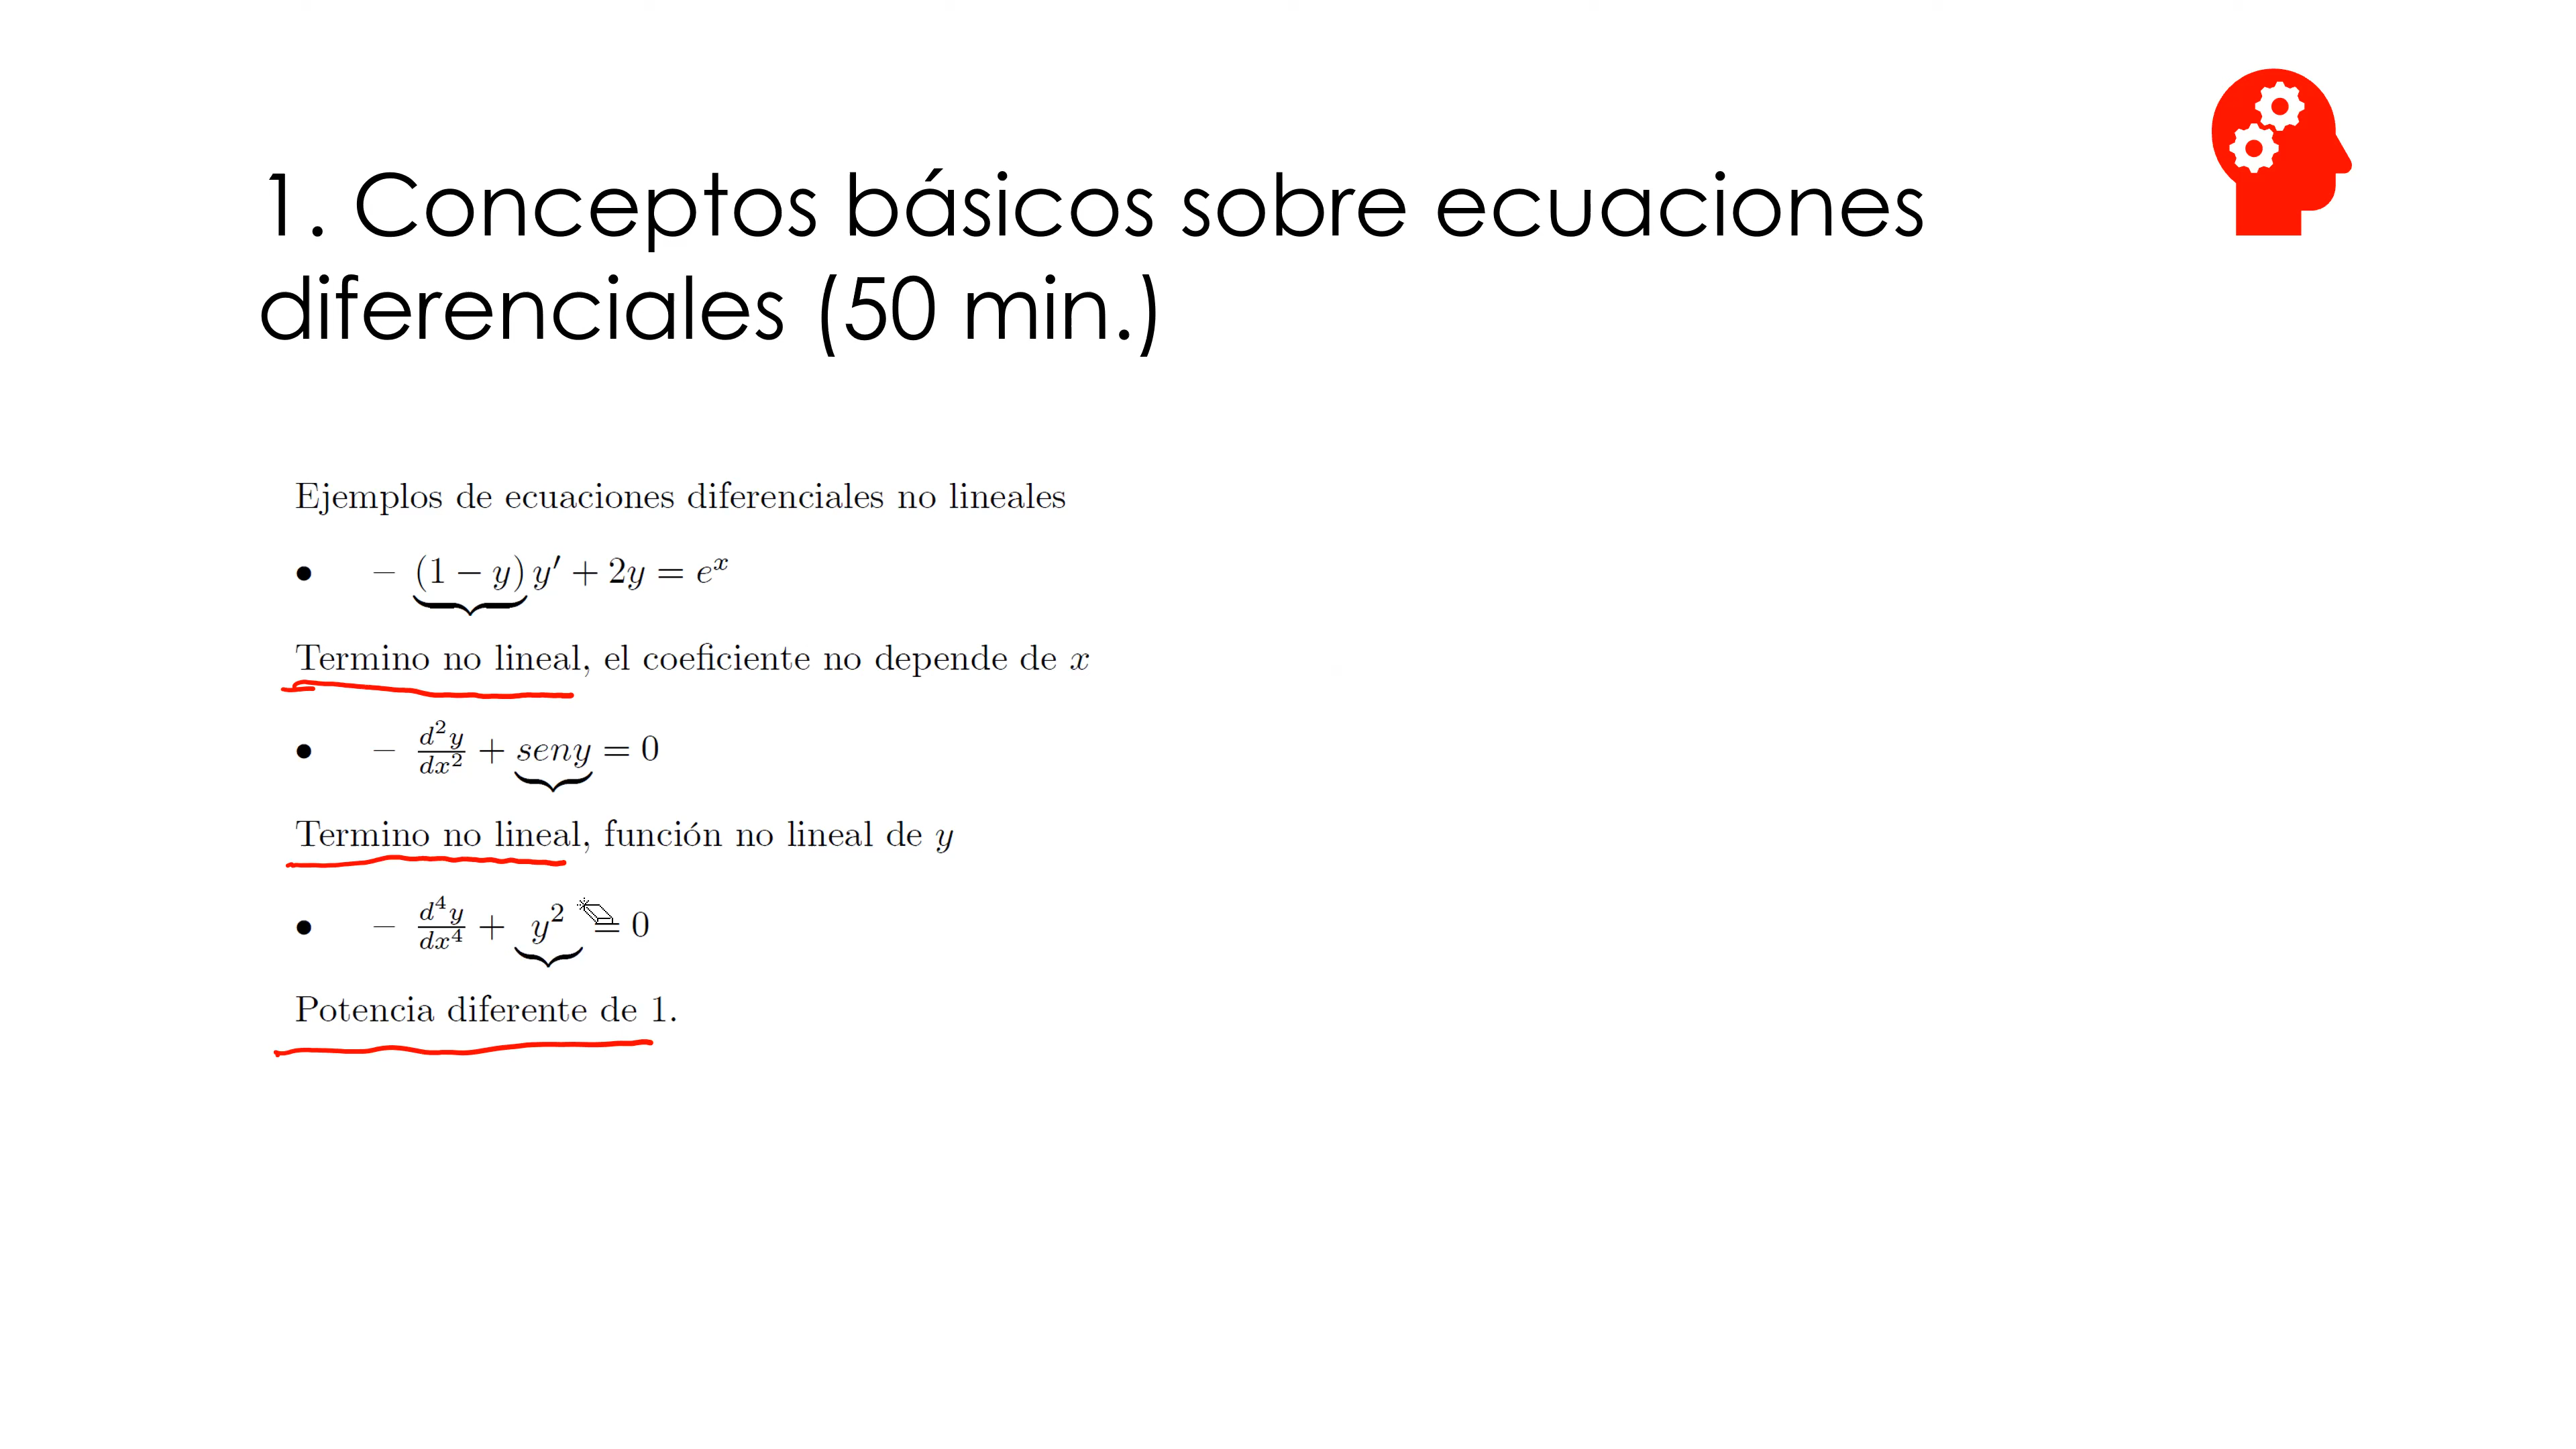 1. Conceptos básicos sobre ecuaciones
diferenciales (50 min.)
Ejemplos de ecuaciones diferenciales no lineales
• – (1 − y) y′ + 2y = eˣ
Termino no lineal, el coeficiente no depende de x
• – d²y/dx² + seny = 0
Termino no lineal, función no lineal de y
• – d⁴y/dx⁴ + y² = 0
Potencia diferente de 1.